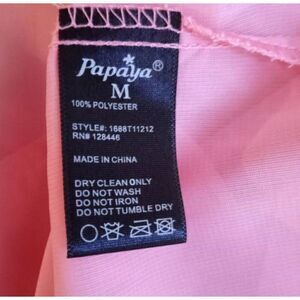 Papaya®
M
100% POLYESTER
STYLE#: 1688T11212
RN# 128446
MADE IN CHINA
DRY CLEAN ONLY
DO NOT WASH
DO NOT IRON
DO NOT TUMBLE DRY